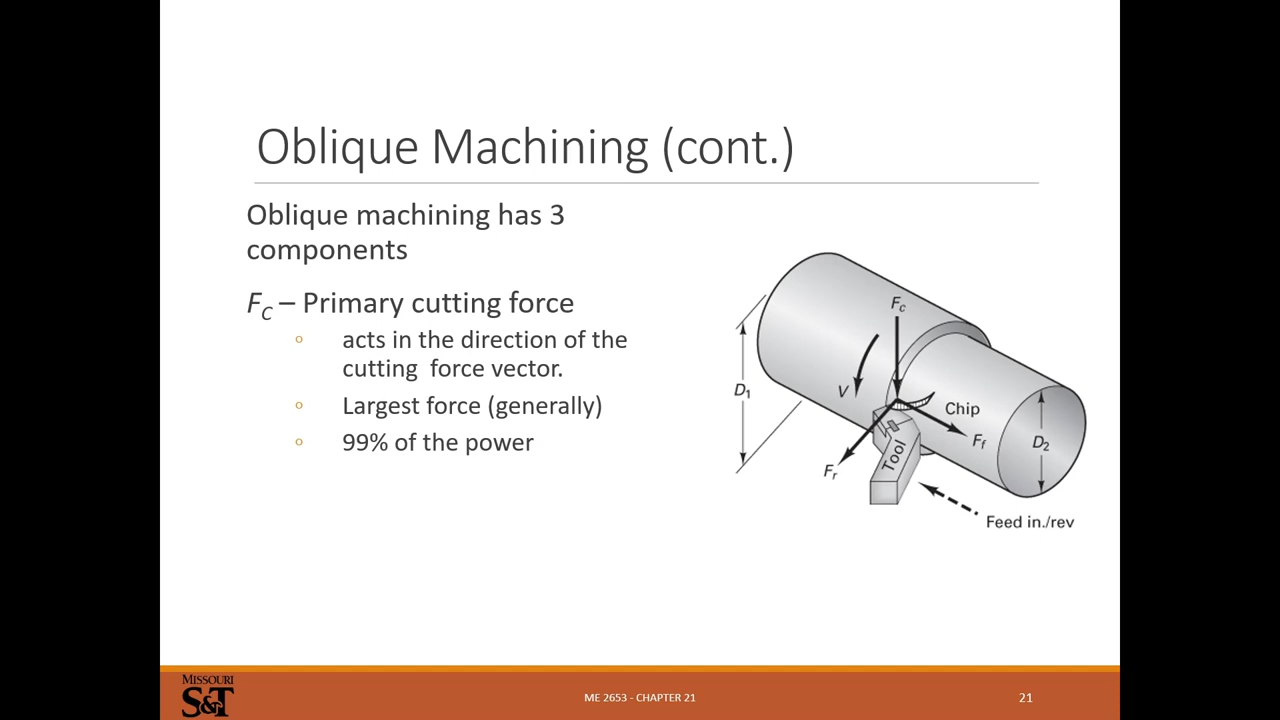 Oblique Machining (cont.)
Oblique machining has 3
components
FC – Primary cutting force
◦ acts in the direction of the
cutting force vector.
◦ Largest force (generally)
◦ 99% of the power
Fc
D1
V
Chip
Ff
D2
Fr
Tool
Feed in./rev
MISSOURI
S&T
ME 2653 - CHAPTER 21
21